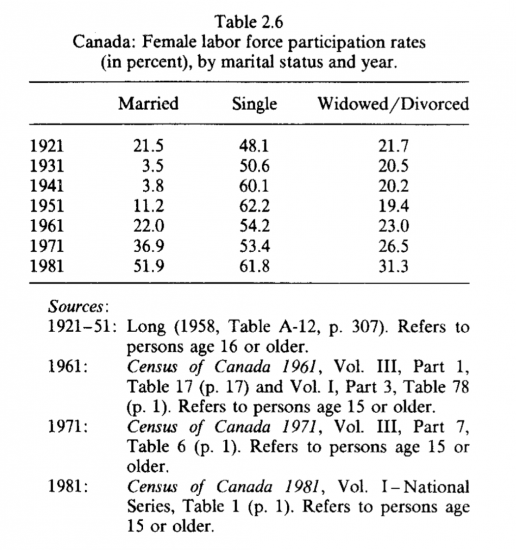 Table 2.6
Canada: Female labor force participation rates
(in percent), by marital status and year.
Married Single Widowed/Divorced
1921 21.5 48.1 21.7
1931 3.5 50.6 20.5
1941 3.8 60.1 20.2
1951 11.2 62.2 19.4
1961 22.0 54.2 23.0
1971 36.9 53.4 26.5
1981 51.9 61.8 31.3
Sources:
1921–51: Long (1958, Table A-12, p. 307). Refers to
persons age 16 or older.
1961: Census of Canada 1961, Vol. III, Part 1,
Table 17 (p. 17) and Vol. I, Part 3, Table 78
(p. 1). Refers to persons age 15 or older.
1971: Census of Canada 1971, Vol. III, Part 7,
Table 6 (p. 1). Refers to persons age 15 or
older.
1981: Census of Canada 1981, Vol. I–National
Series, Table 1 (p. 1). Refers to persons age
15 or older.